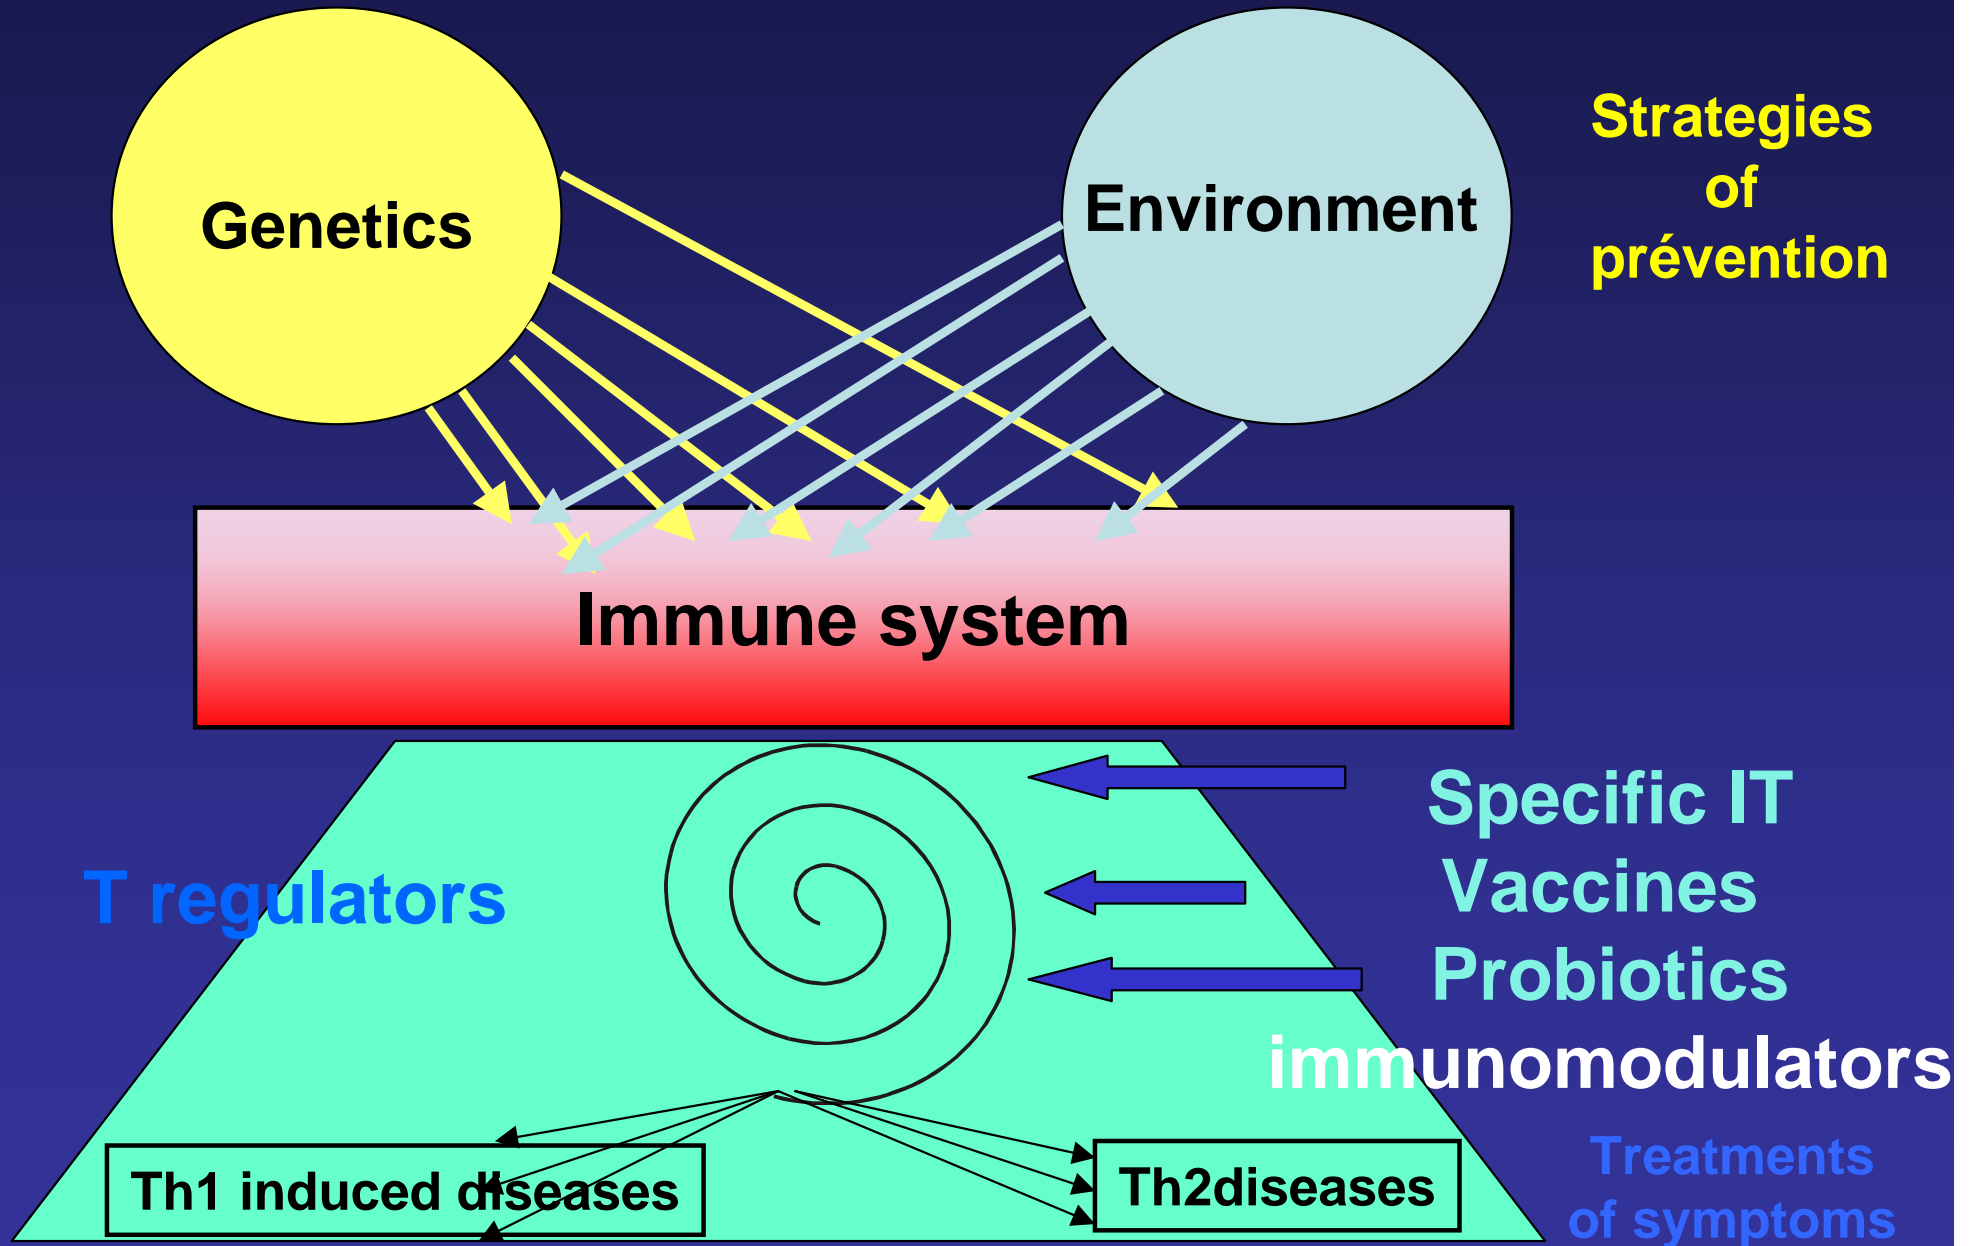 Genetics
Environment
Strategies
of
prévention
Immune system
T regulators
Specific IT
Vaccines
Probiotics
immunomodulators
Th1 induced diseases
Th2diseases
Treatments
of symptoms